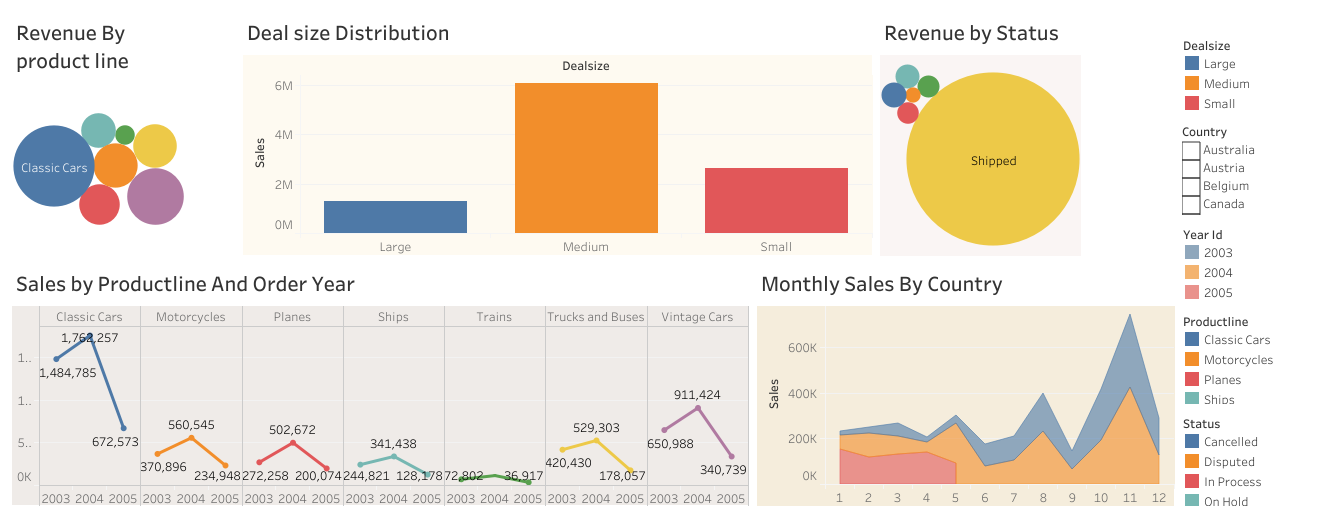 Revenue By
product line
Classic Cars
Deal size Distribution
Dealsize
Sales
6M
4M
2M
0M
Large
Medium
Small
Revenue by Status
Shipped
Dealsize
Large
Medium
Small
Country
Australia
Austria
Belgium
Canada
Year Id
2003
2004
2005
Productline
Classic Cars
Motorcycles
Planes
Ships
Status
Cancelled
Disputed
In Process
On Hold
Sales by Productline And Order Year
Classic Cars Motorcycles Planes Ships Trains Trucks and Buses Vintage Cars
1..
1..
5..
0K
1,484,785
672,573
370,896
560,545
234,948
272,258
502,672
200,074
244,821
341,438
128,178
72,802
36,917
420,430
529,303
178,057
650,988
911,424
340,739
2003 2004 2005 2003 2004 2005 2003 2004 2005 2003 2004 2005 2003 2004 2005 2003 2004 2005 2003 2004 2005
Monthly Sales By Country
Sales
600K
400K
200K
0K
1 2 3 4 5 6 7 8 9 10 11 12